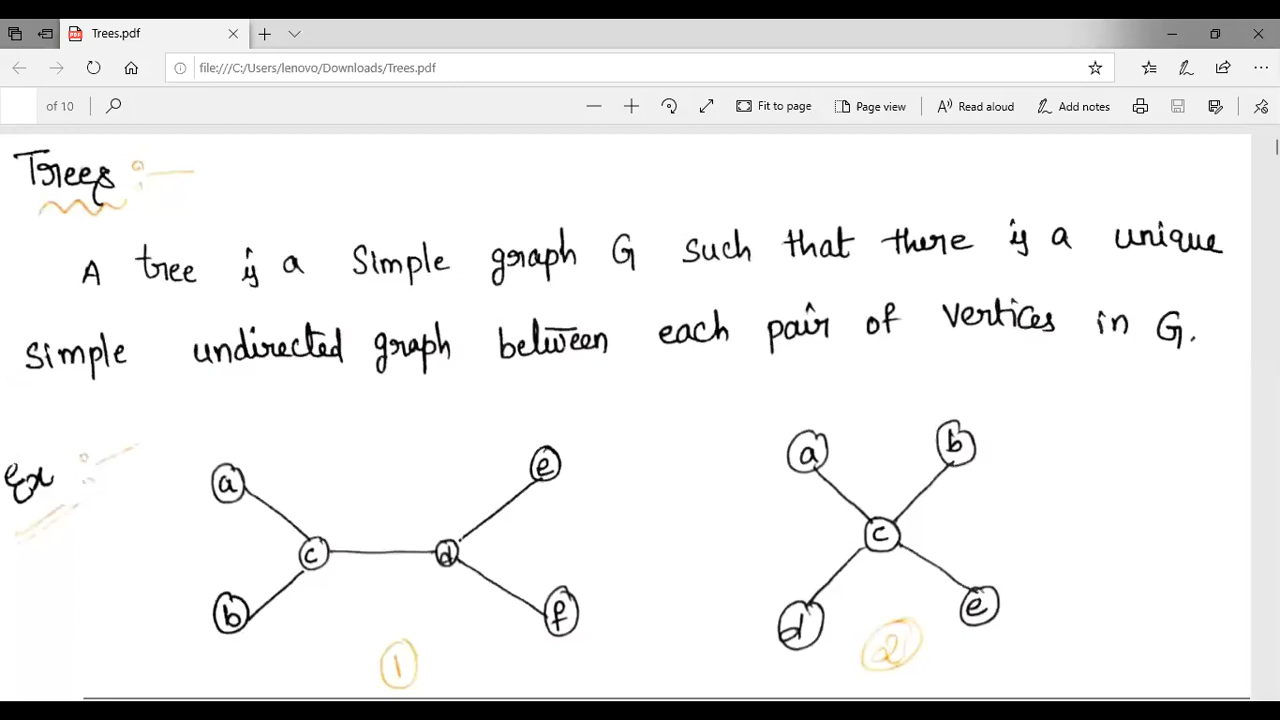 Trees.pdf
file:///C:/Users/lenovo/Downloads/Trees.pdf
of 10
Fit to page
Page view
Read aloud
Add notes
Trees :-
A tree is a Simple graph G such that there is a unique
simple undirected graph between each pair of vertices in G.
Ex :-
a
e
c
d
b
f
1
a
b
c
d
e
2